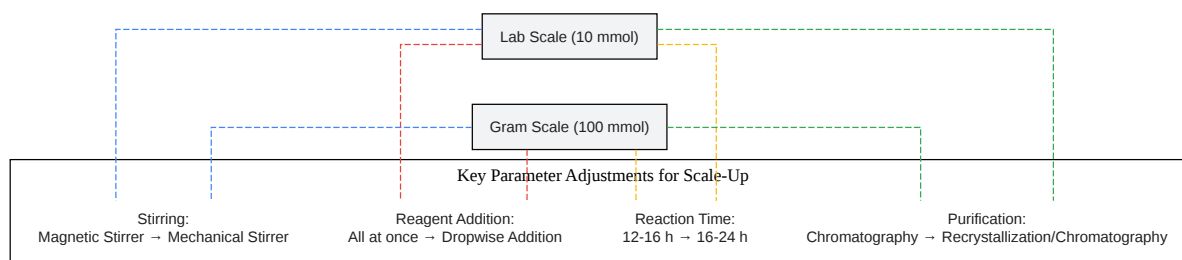 Lab Scale (10 mmol)
Gram Scale (100 mmol)
Key Parameter Adjustments for Scale-Up
Stirring:
Magnetic Stirrer → Mechanical Stirrer
Reagent Addition:
All at once → Dropwise Addition
Reaction Time:
12-16 h → 16-24 h
Purification:
Chromatography → Recrystallization/Chromatography